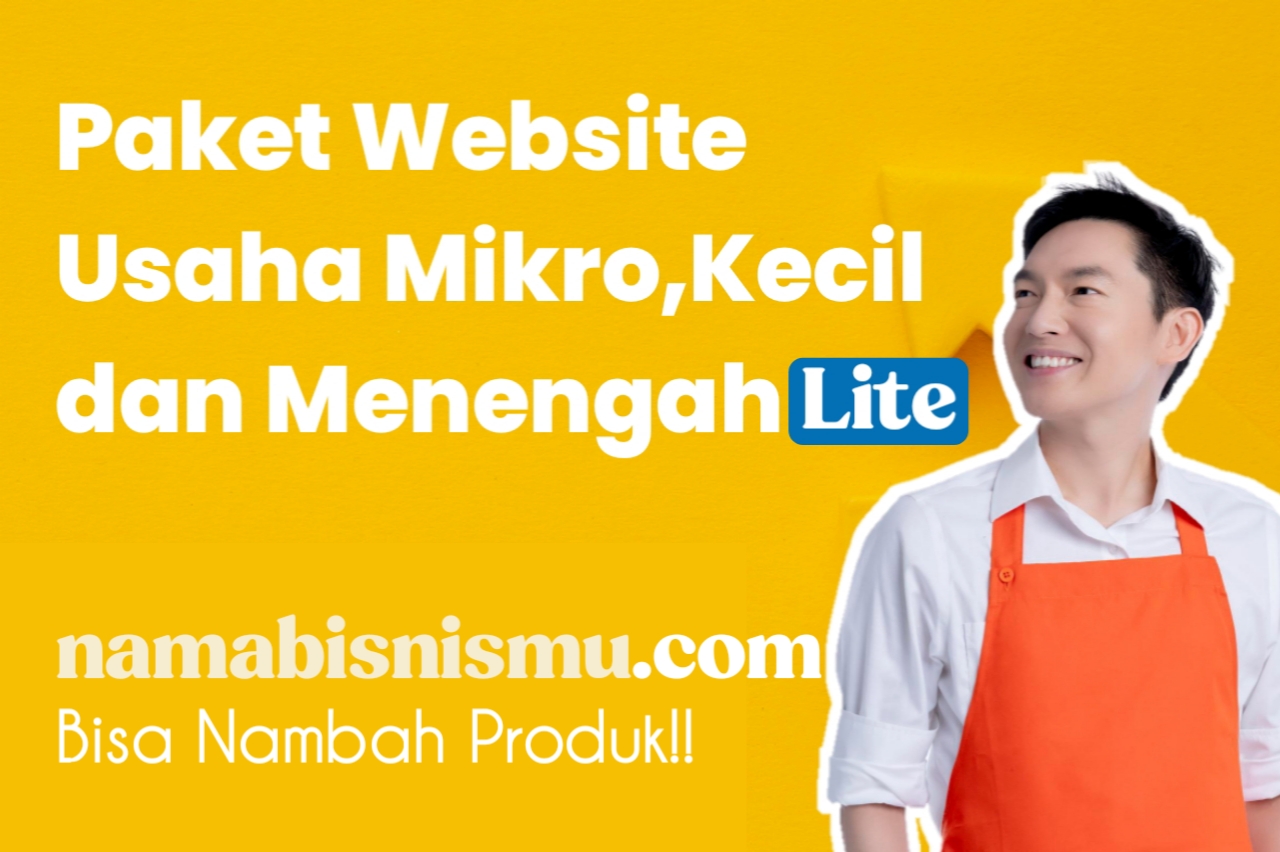 Paket Website
Usaha Mikro,Kecil
dan Menengah Lite
namabisnismu.com
Bisa Nambah Produk!!